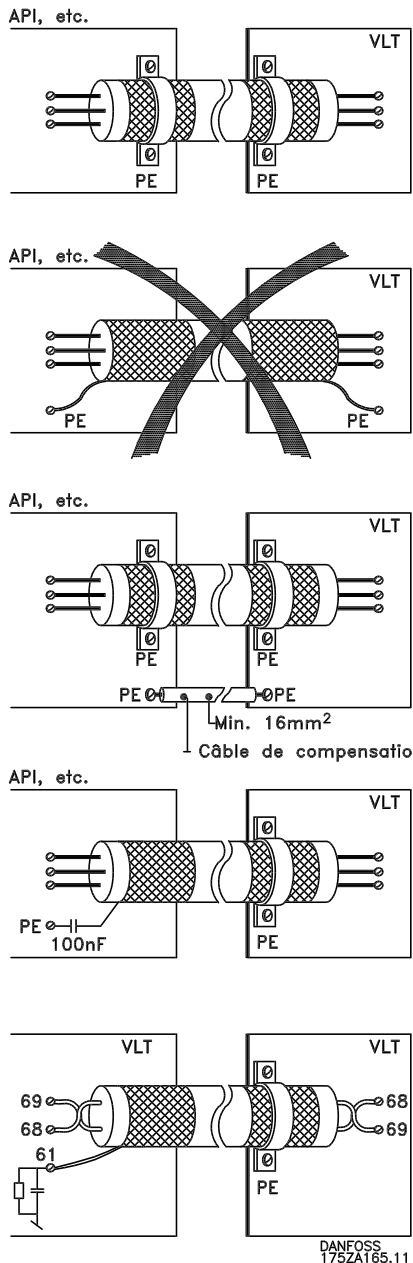 API, etc.
VLT
PE
PE
API, etc.
VLT
PE
PE
API, etc.
VLT
PE
PE
PE
PE
Min. 16mm²
Câble de compensatio
API, etc.
VLT
PE
100nF
PE
VLT
VLT
69
68
68
69
61
PE
DANFOSS
175ZA165.11